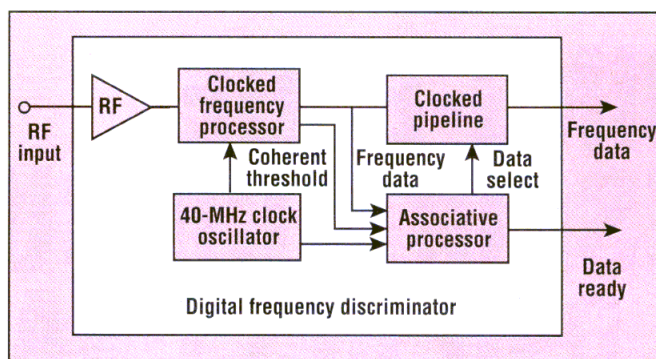 RF
input
RF
Clocked
frequency
processor
Clocked
pipeline
Frequency
data
Coherent
threshold
Frequency
data
Data
select
40-MHz clock
oscillator
Associative
processor
Data
ready
Digital frequency discriminator